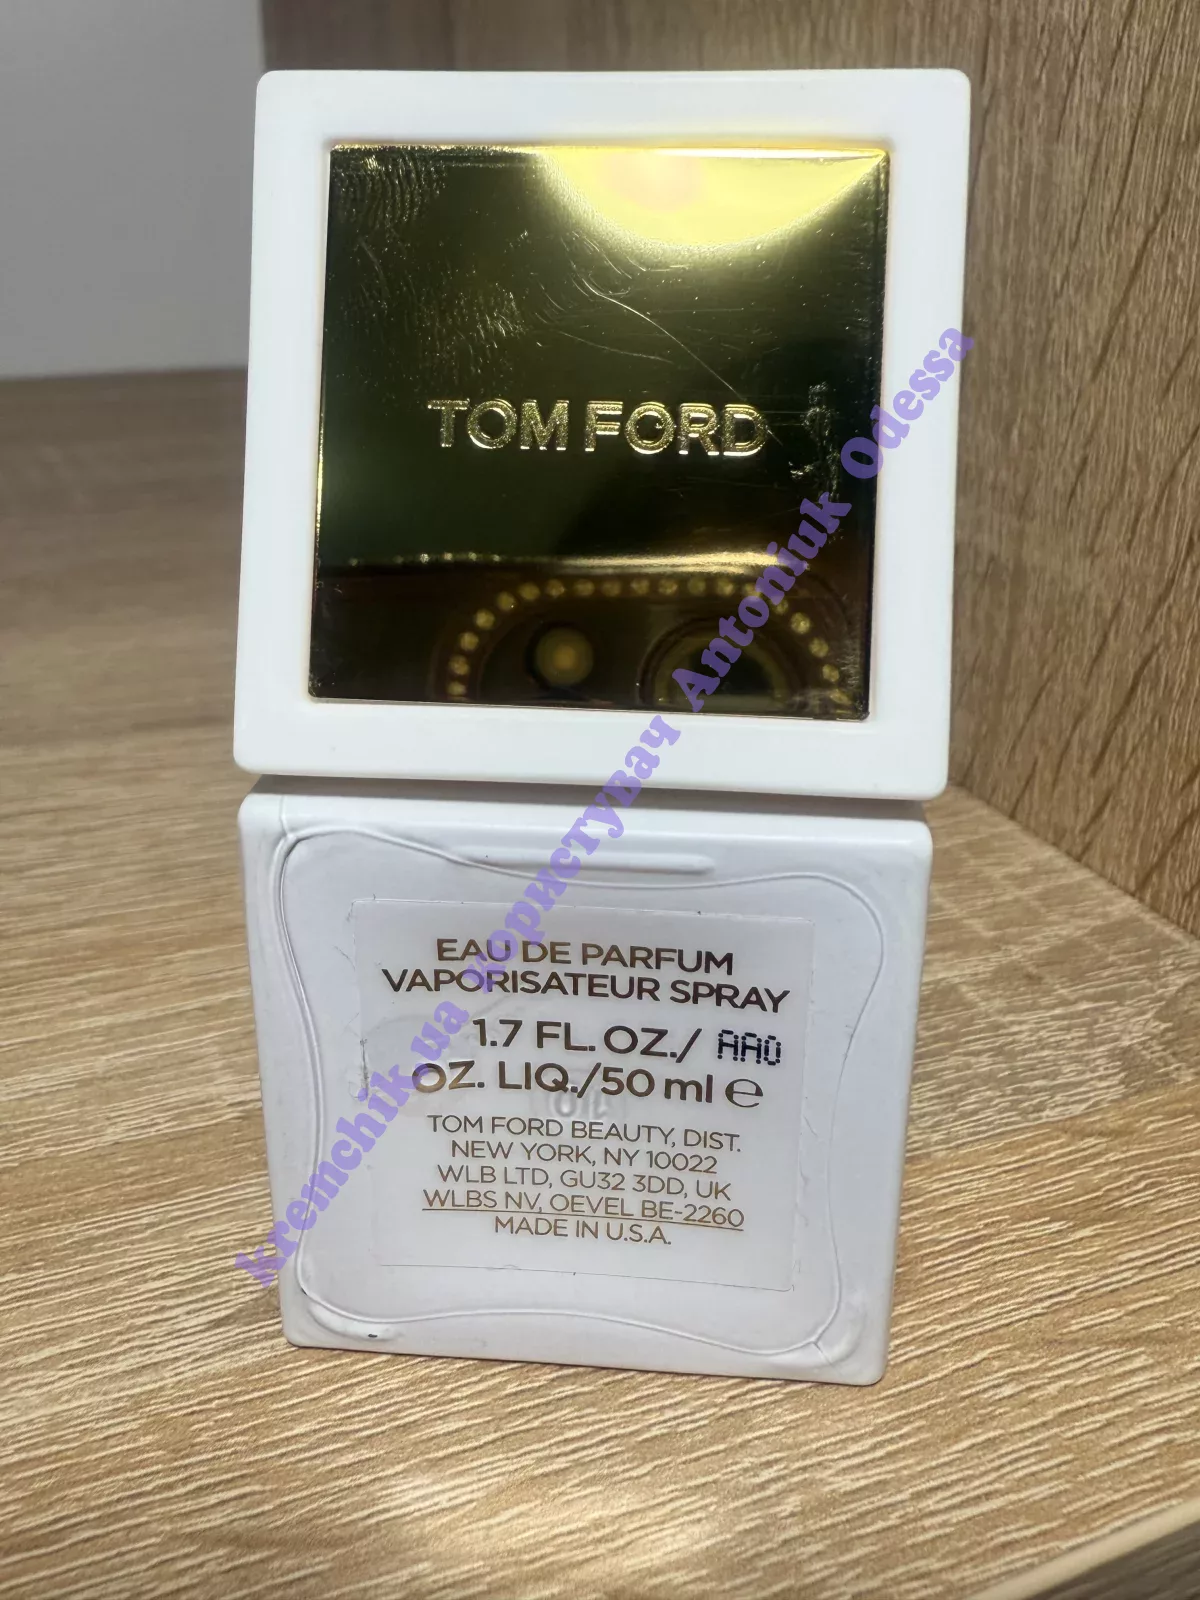 TOM FORD
EAU DE PARFUM
VAPORISATEUR SPRAY
1.7 FL. OZ./ AA0
OZ. LIQ./50 ml ℮
TOM FORD BEAUTY, DIST.
NEW YORK, NY 10022
WLB LTD, GU32 3DD, UK
WLBS NV, OEVEL BE-2260
MADE IN U.S.A.
kremchik.ua користувач Antoniuk Odessa